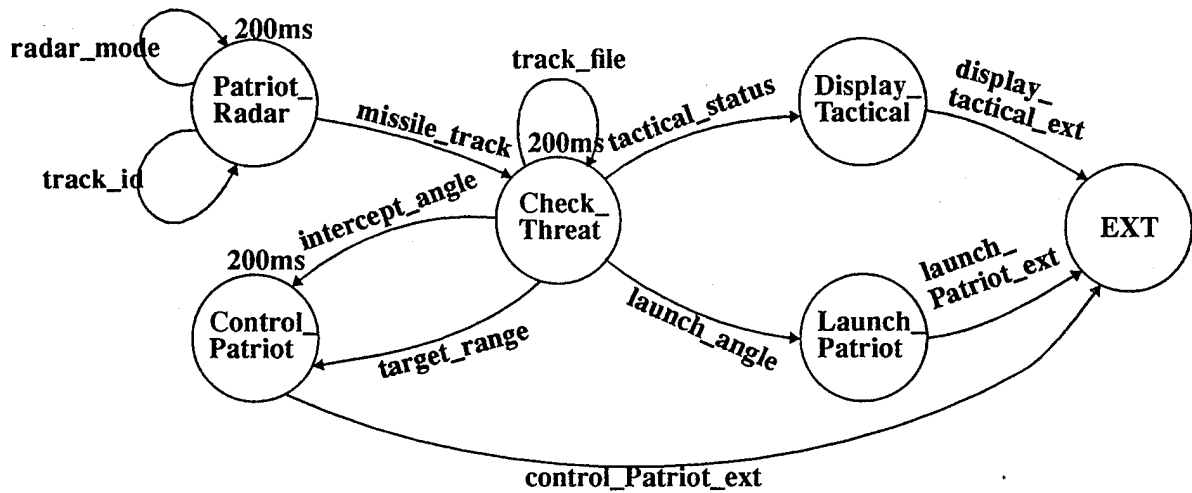 radar_mode
200ms
Patriot_
Radar
track_id
missile_track
track_file
200ms
Check_
Threat
tactical_status
Display_
Tactical
display_
tactical_ext
EXT
intercept_angle
200ms
Control_
Patriot
target_range
launch_angle
Launch_
Patriot
launch_
Patriot_ext
control_Patriot_ext